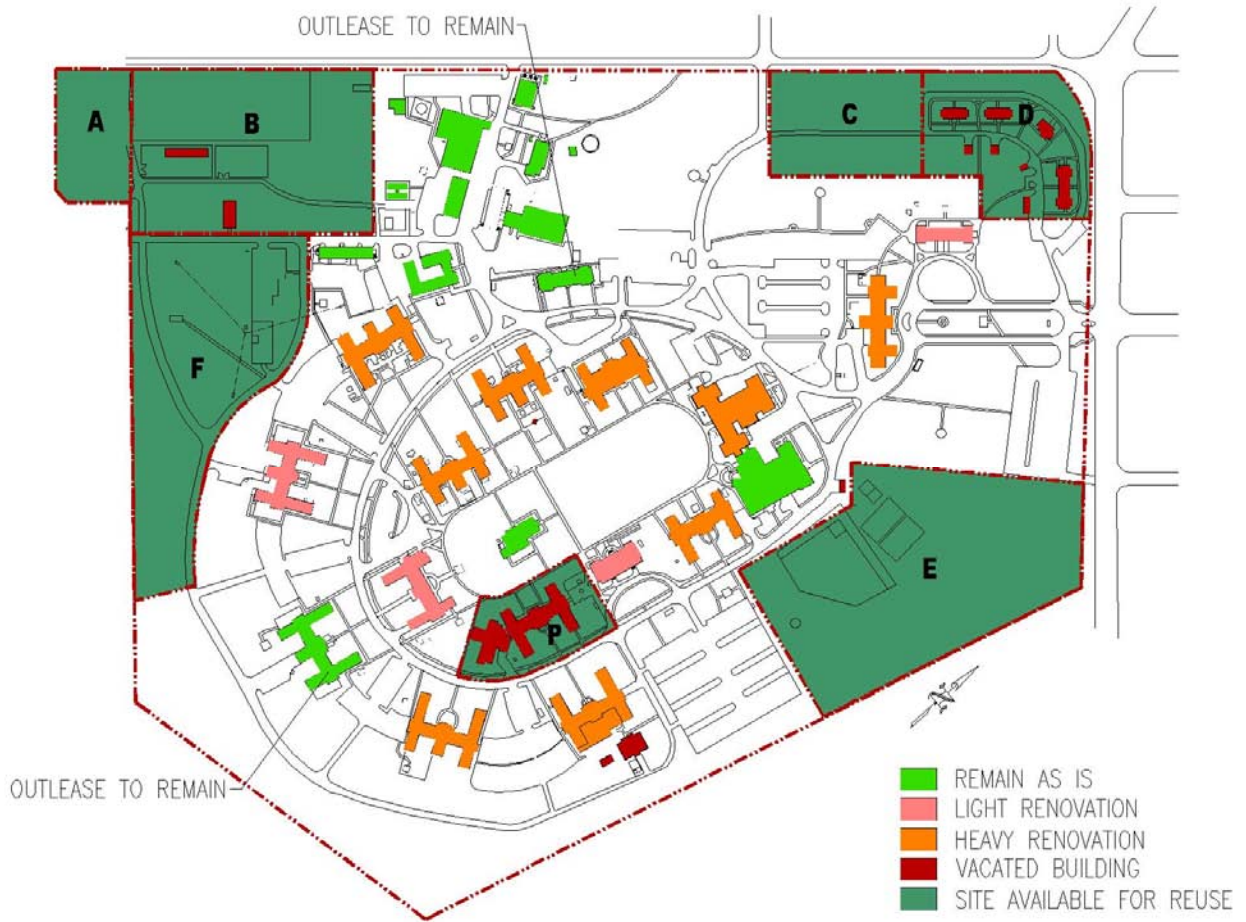 OUTLEASE TO REMAIN
A
B
C
D
F
E
P
OUTLEASE TO REMAIN
REMAIN AS IS
LIGHT RENOVATION
HEAVY RENOVATION
VACATED BUILDING
SITE AVAILABLE FOR REUSE